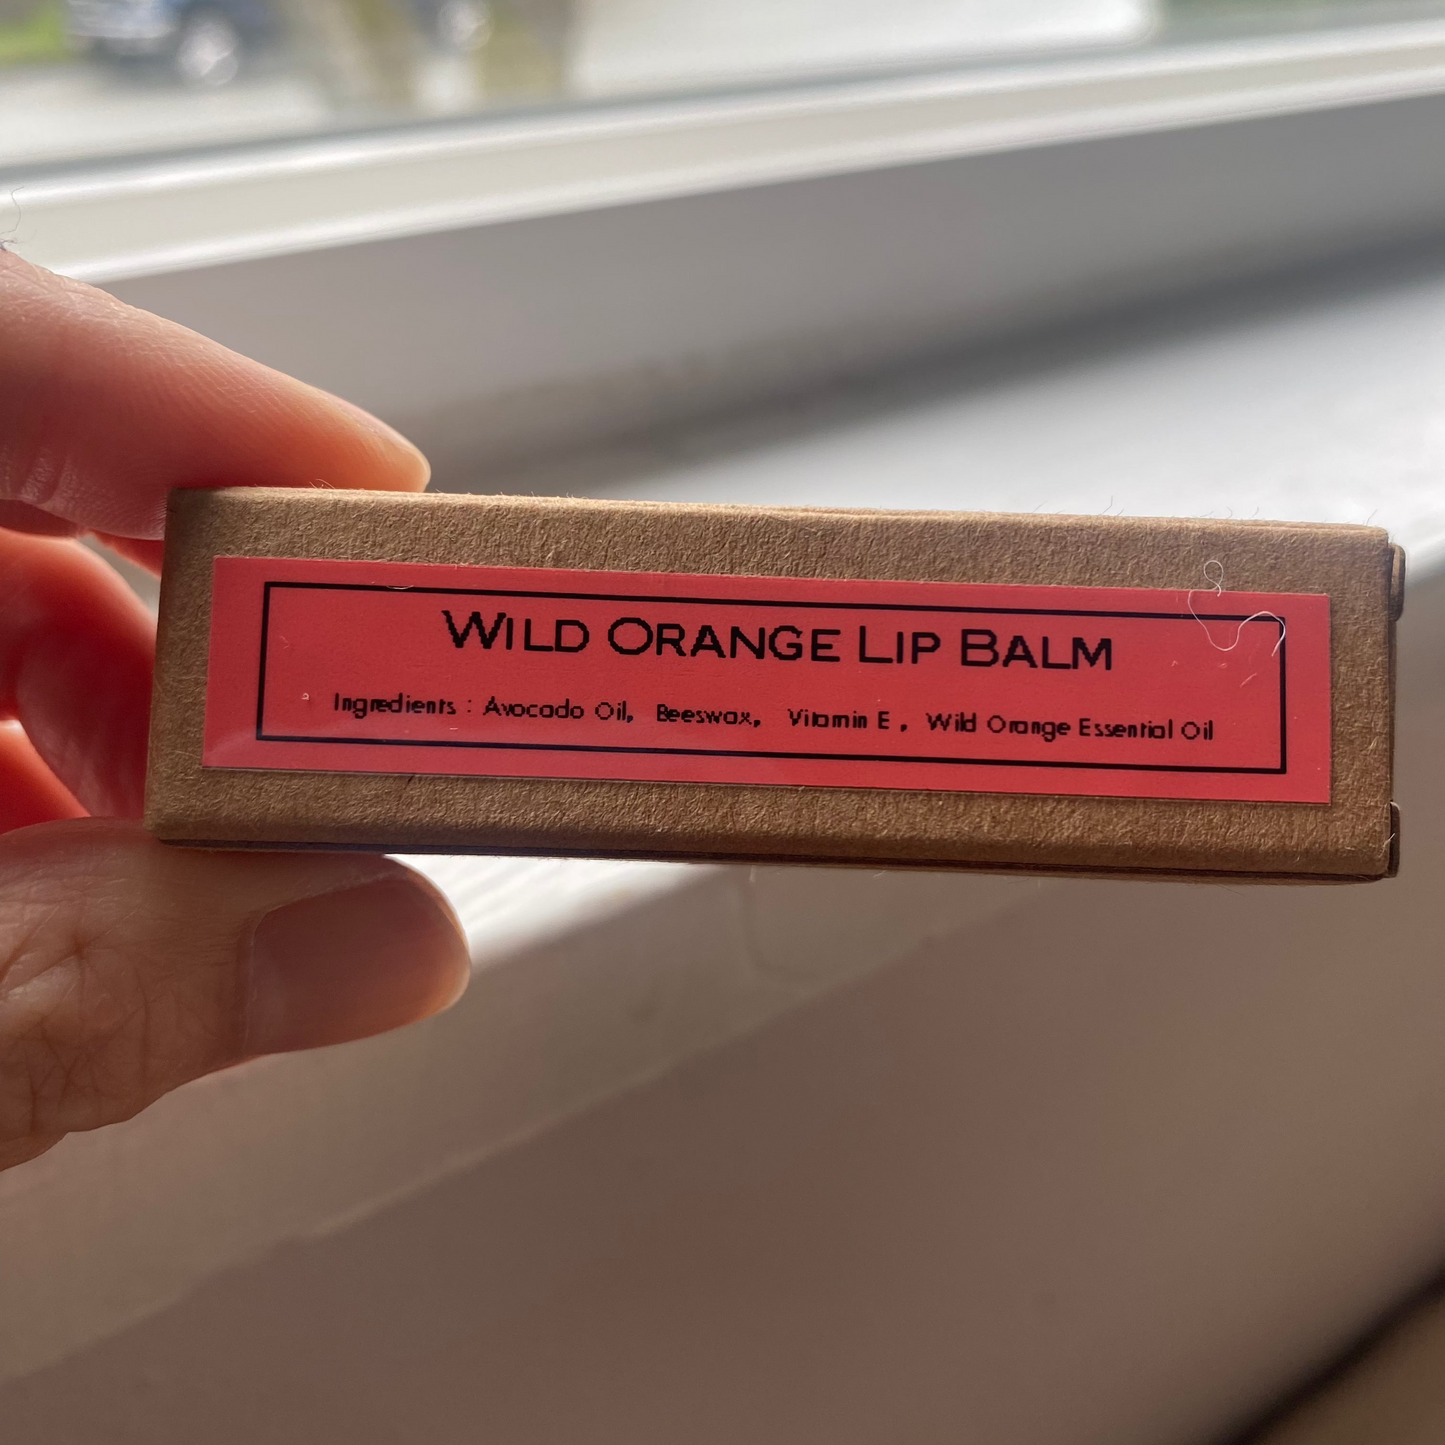 WILD ORANGE LIP BALM
Ingredients : Avocado Oil, Beeswax, Vitamin E , Wild Orange Essential Oil